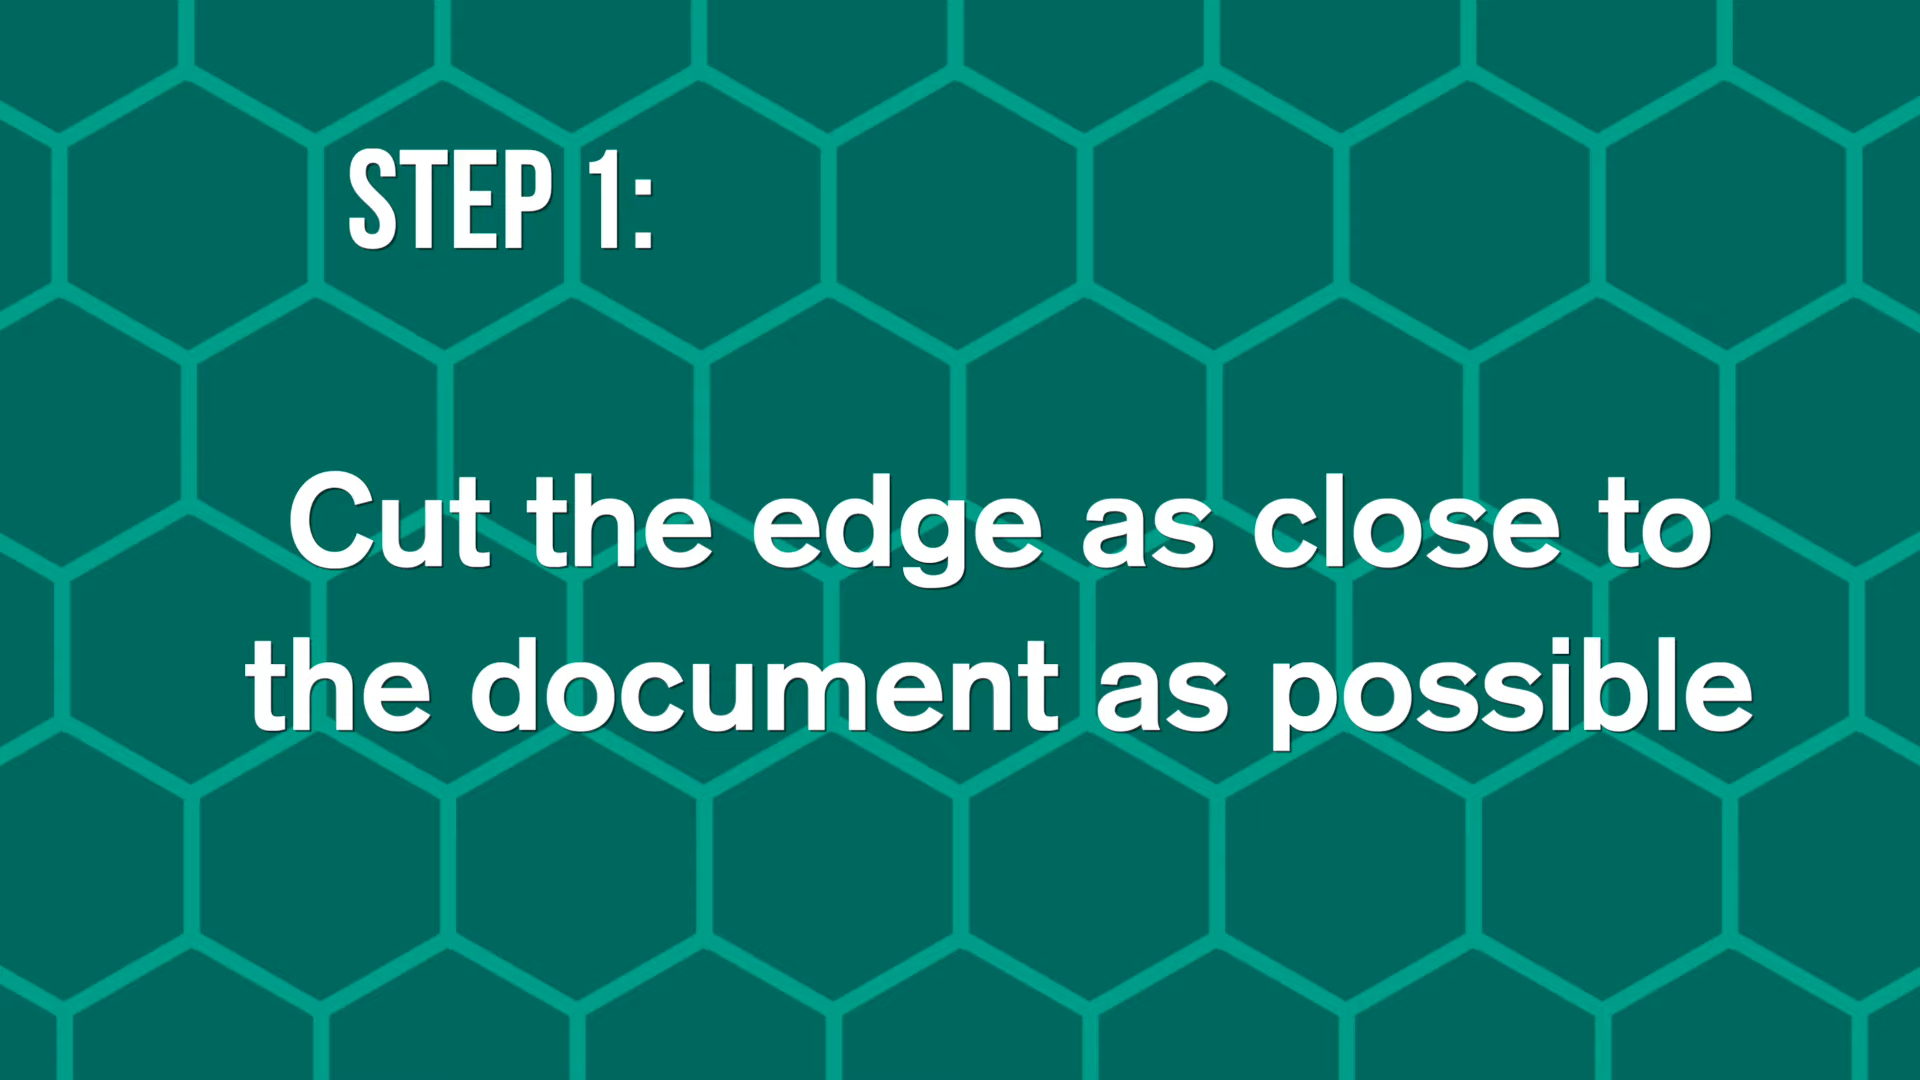 STEP 1:
Cut the edge as close to
the document as possible